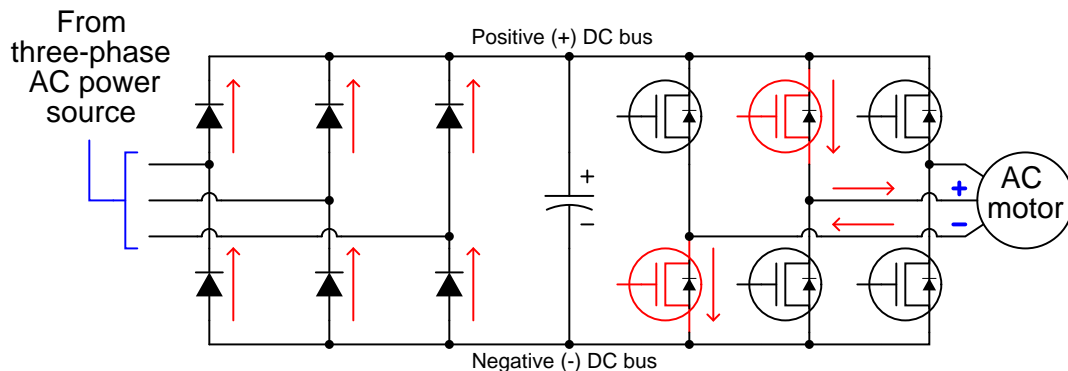 From
three-phase
AC power
source
Positive (+) DC bus
+
−
+
−
AC
motor
Negative (-) DC bus